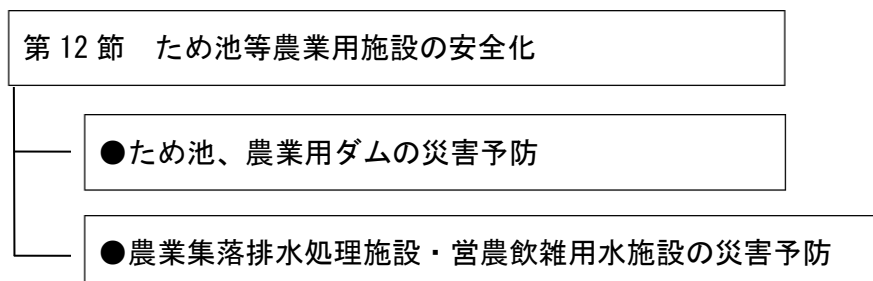 第 12 節　ため池等農業用施設の安全化
●ため池、農業用ダムの災害予防
●農業集落排水処理施設・営農飲雑用水施設の災害予防